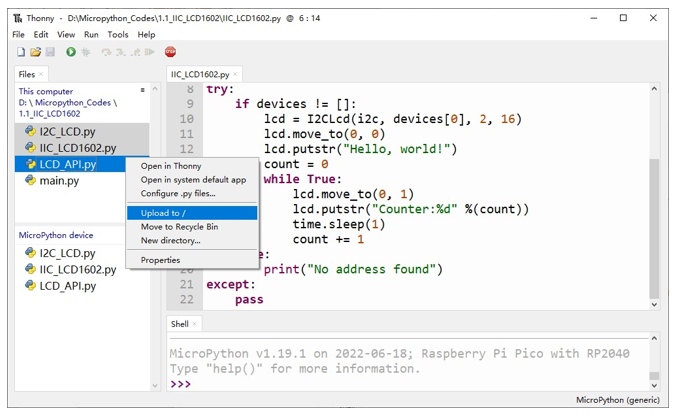 Thonny - D:\Micropython_Codes\1.1_IIC_LCD1602\IIC_LCD1602.py @ 6 : 14
File Edit View Run Tools Help
Files
This computer
D: \ Micropython_Codes \
1.1_IIC_LCD1602
I2C_LCD.py
IIC_LCD1602.py
LCD_API.py
main.py
MicroPython device
I2C_LCD.py
IIC_LCD1602.py
LCD_API.py
Open in Thonny
Open in system default app
Configure .py files...
Upload to /
Move to Recycle Bin
New directory...
Properties
IIC_LCD1602.py
8 try:
9 if devices != []:
10 lcd = I2CLcd(i2c, devices[0], 2, 16)
11 lcd.move_to(0, 0)
12 lcd.putstr("Hello, world!")
count = 0
while True:
lcd.move_to(0, 1)
lcd.putstr("Counter:%d" %(count))
time.sleep(1)
count += 1
e:
20 print("No address found")
21 except:
22 pass
Shell
MicroPython v1.19.1 on 2022-06-18; Raspberry Pi Pico with RP2040
Type "help()" for more information.
>>>
MicroPython (generic)